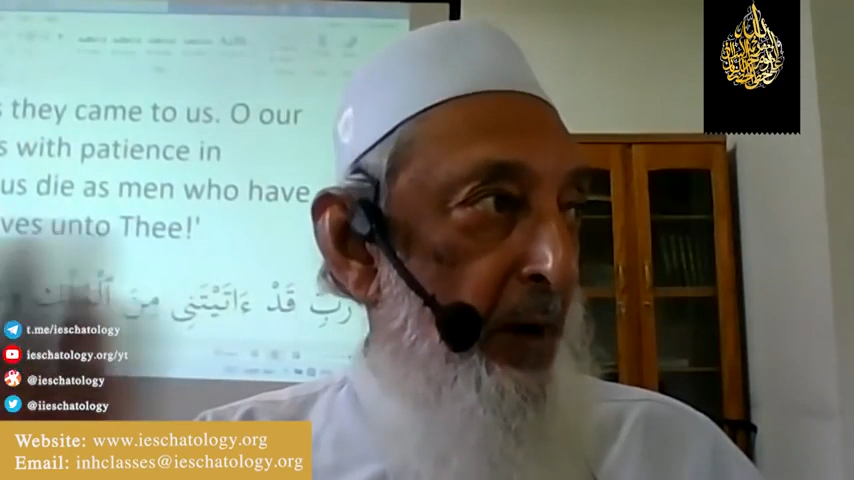 s they came to us. O our
s with patience in
us die as men who have
ves unto Thee!'
رَبِّ قَدْ ءَاتَيْتَنِى مِنَ ٱلْمُلْكِ
t.me/ieschatology
ieschatology.org/yt
@ieschatology
@iieschatology
Website: www.ieschatology.org
Email: inhclasses@ieschatology.org